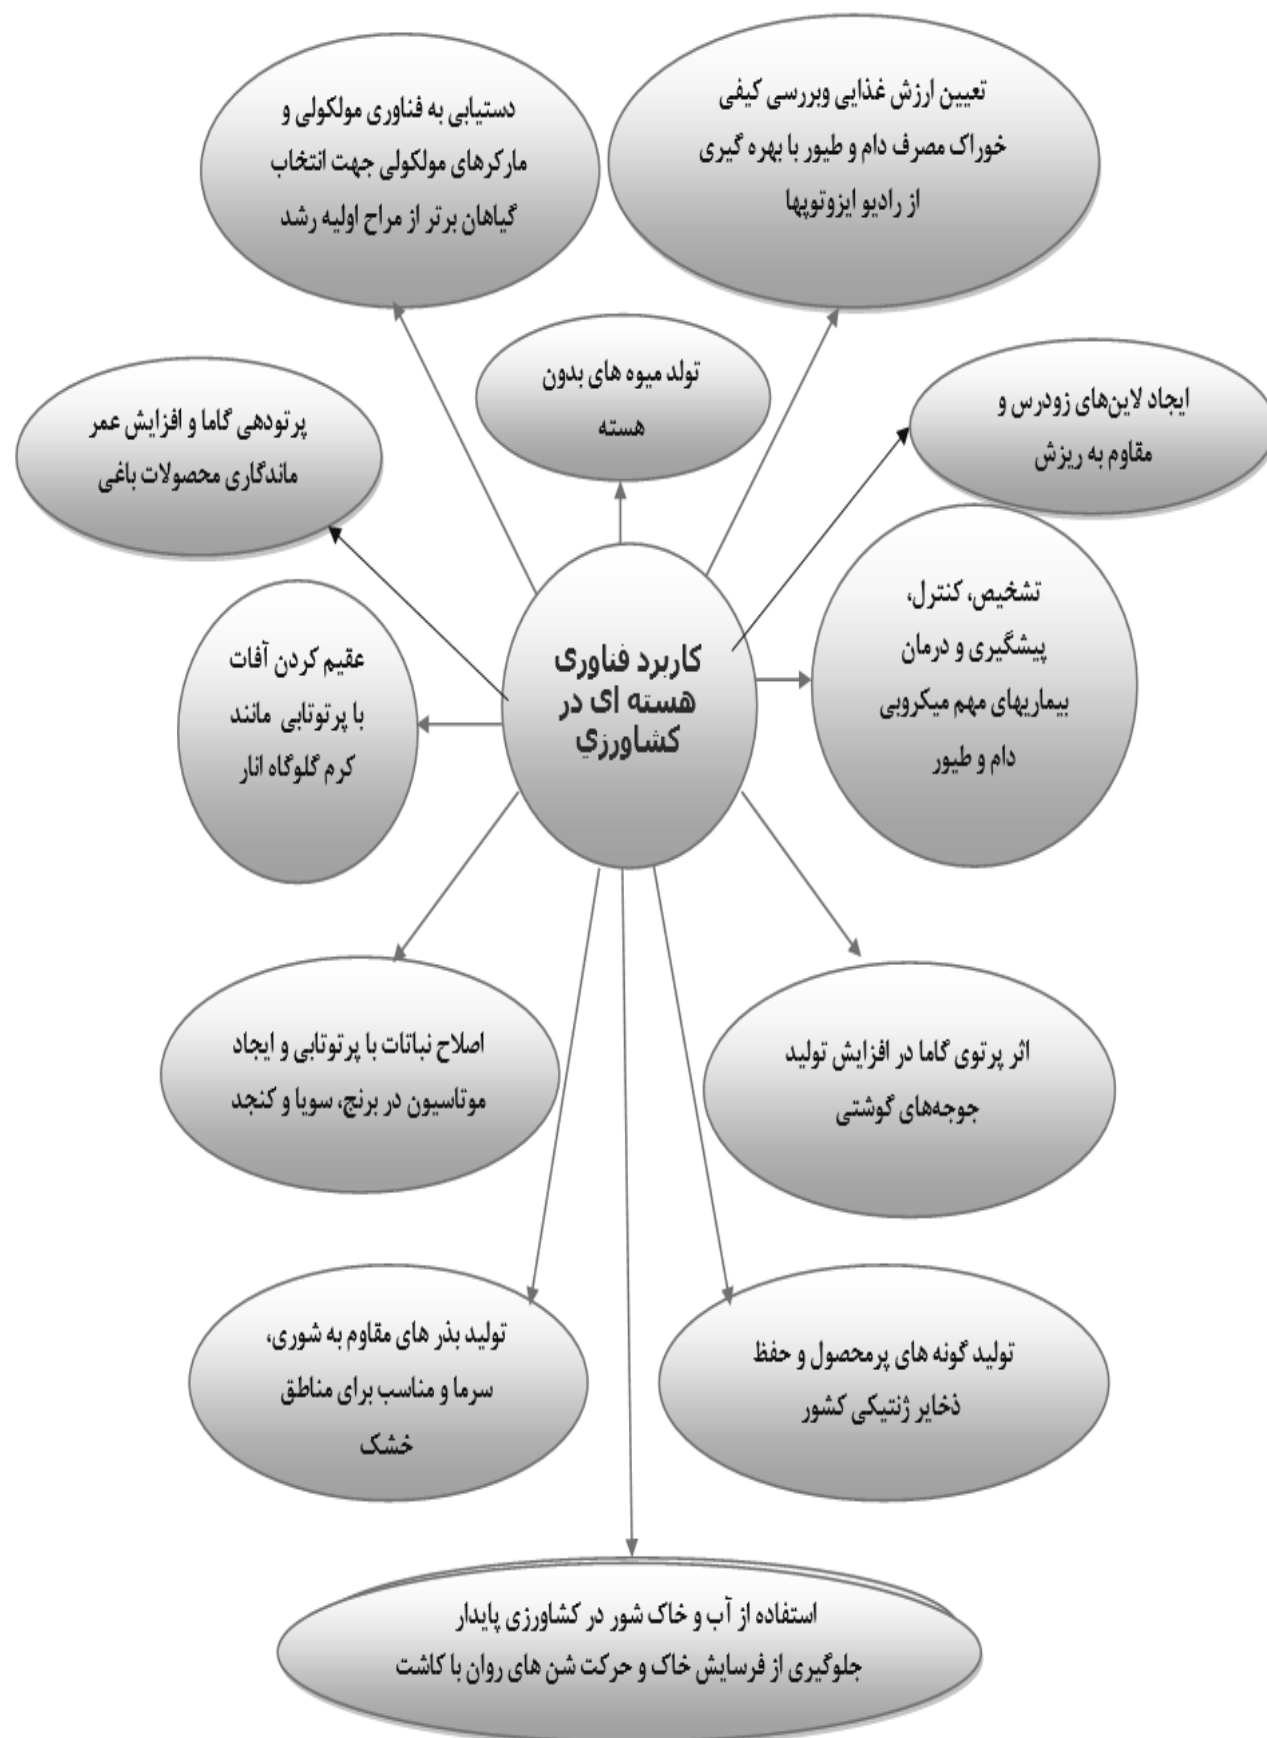 تعیین ارزش غذایی وبررسی کیفی
خوراک مصرف دام و طیور با بهره گیری
از رادیو ایزوتوپها
دستیابی به فناوری مولکولی و
مارکرهای مولکولی جهت انتخاب
گیاهان برتر از مراح اولیه رشد
تولد میوه های بدون
هسته
ایجاد لاین‌های زودرس و
مقاوم به ریزش
پرتودهی گاما و افزایش عمر
ماندگاری محصولات باغی
تشخیص، کنترل،
پیشگیری و درمان
بیماریهای مهم میکروبی
دام و طیور
کاربرد فناوری
هسته ای در
کشاورزي
عقیم کردن آفات
با پرتوتابی مانند
کرم گلوگاه انار
اثر پرتوی گاما در افزایش تولید
جوجه‌های گوشتی
اصلاح نباتات با پرتوتابی و ایجاد
موتاسیون در برنج، سویا و کنجد
تولید گونه های پرمحصول و حفظ
ذخایر ژنتیکی کشور
تولید بذر های مقاوم به شوری،
سرما و مناسب برای مناطق
خشک
استفاده از آب و خاک شور در کشاورزی پایدار
جلوگیری از فرسایش خاک و حرکت شن های روان با کاشت